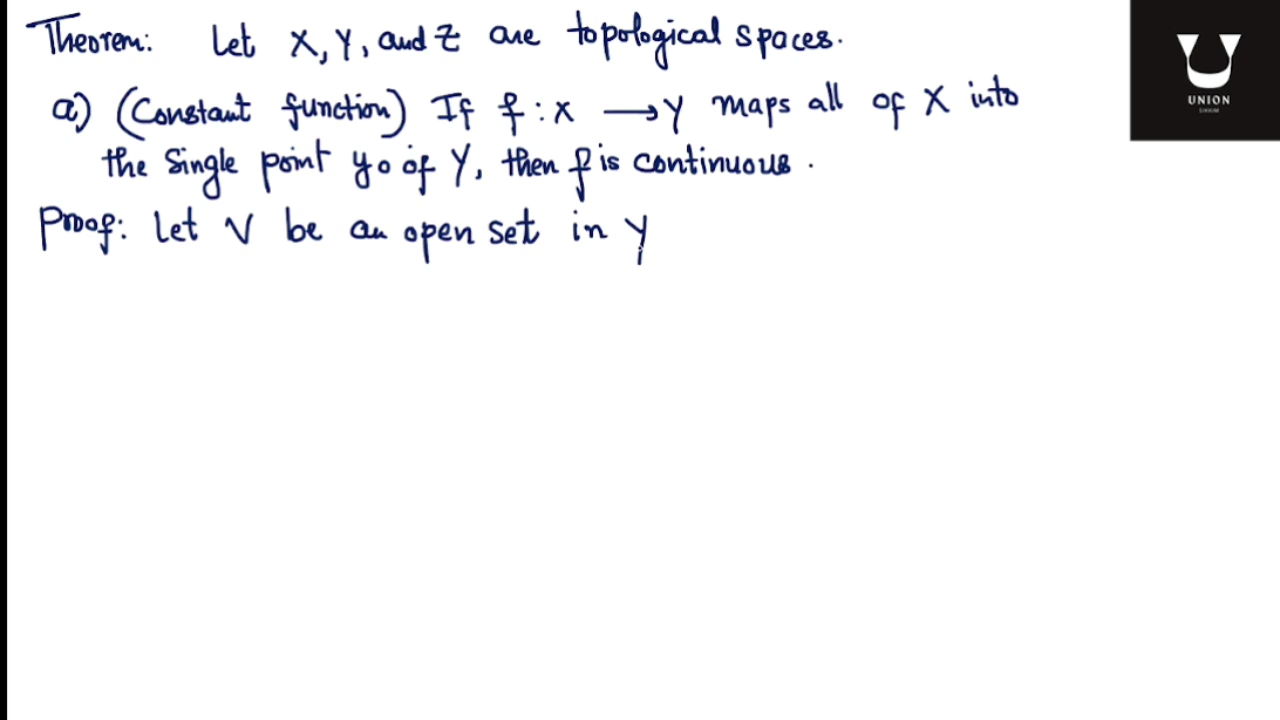 Theorem: Let X, Y, and Z are topological spaces.
a) (Constant function) If f : X → Y maps all of X into
the single point y0 of Y, then f is continuous.
Proof: Let V be an open set in Y
UNION